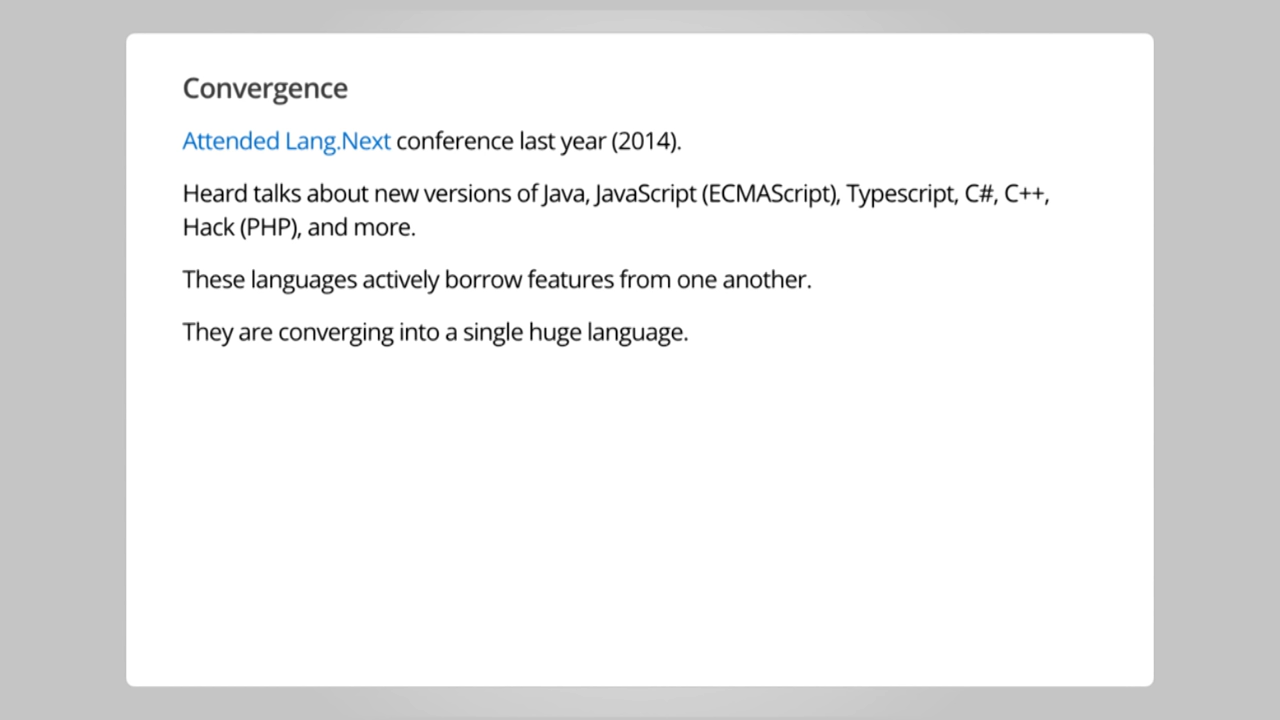 Convergence
Attended Lang.Next conference last year (2014).
Heard talks about new versions of Java, JavaScript (ECMAScript), Typescript, C#, C++,
Hack (PHP), and more.
These languages actively borrow features from one another.
They are converging into a single huge language.